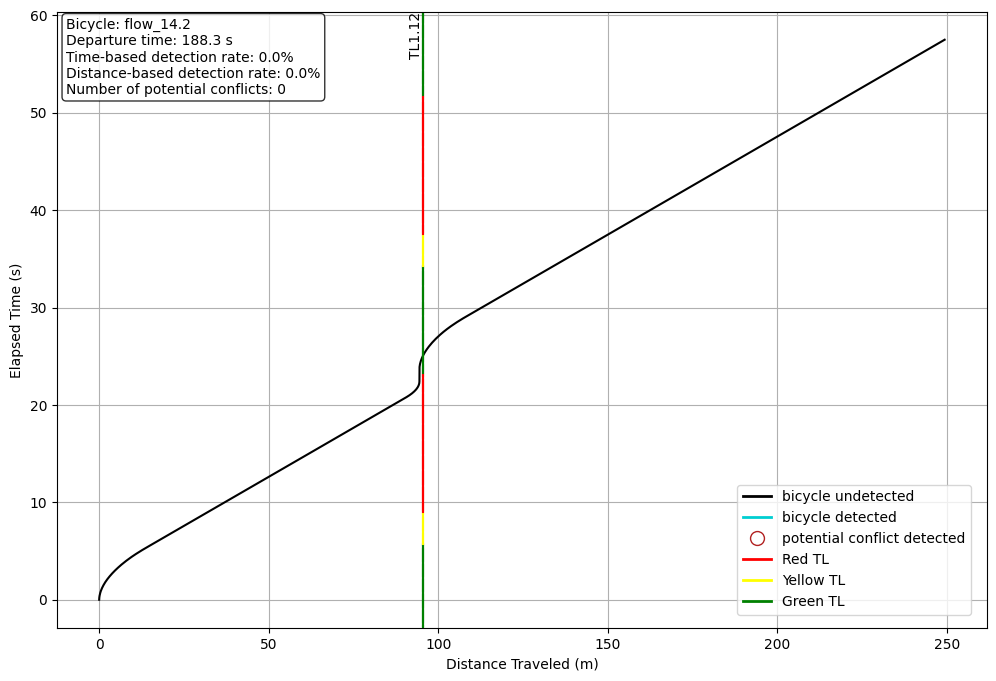 Bicycle: flow_14.2
Departure time: 188.3 s
Time-based detection rate: 0.0%
Distance-based detection rate: 0.0%
Number of potential conflicts: 0
TL1.12
60
50
40
30
20
10
0
Elapsed Time (s)
bicycle undetected
bicycle detected
potential conflict detected
Red TL
Yellow TL
Green TL
0
50
100
150
200
250
Distance Traveled (m)